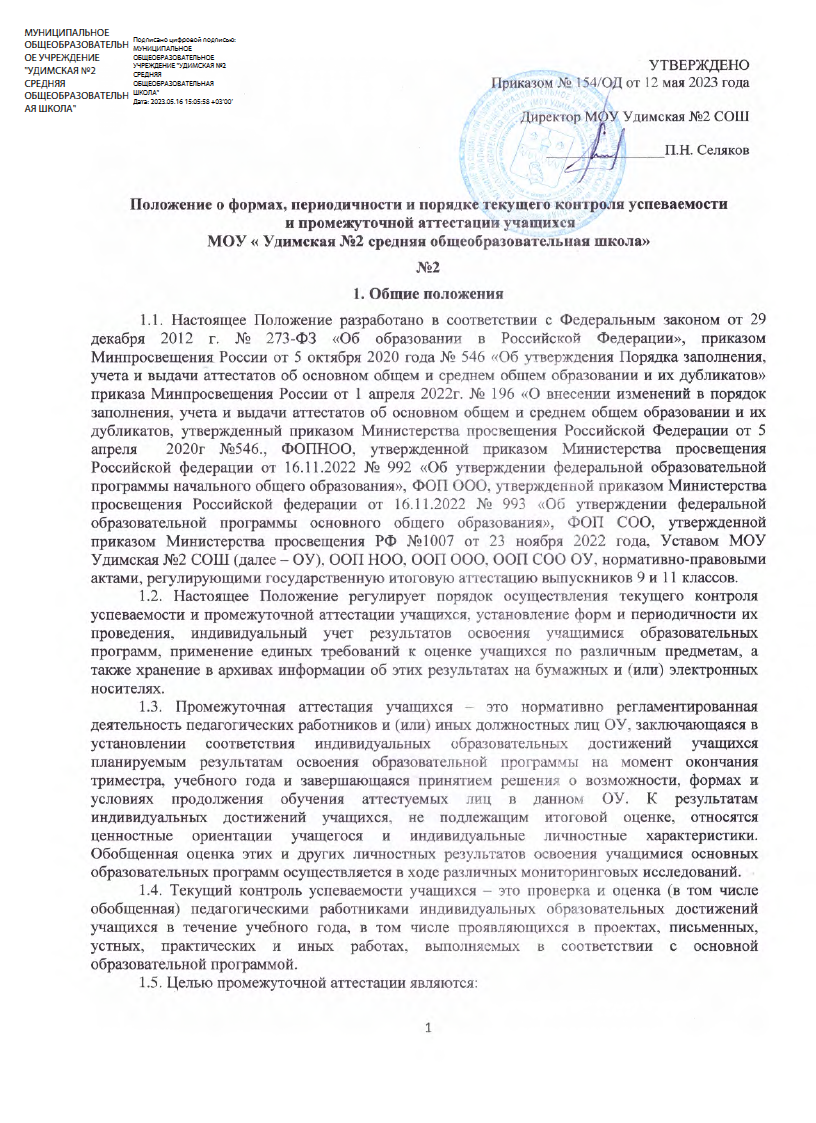 МУНИЦИПАЛЬНОЕ
ОБЩЕОБРАЗОВАТЕЛЬН
ОЕ УЧРЕЖДЕНИЕ
"УДИМСКАЯ №2
СРЕДНЯЯ
ОБЩЕОБРАЗОВАТЕЛЬН
АЯ ШКОЛА"
Подписано цифровой подписью:
МУНИЦИПАЛЬНОЕ
ОБЩЕОБРАЗОВАТЕЛЬНОЕ
УЧРЕЖДЕНИЕ "УДИМСКАЯ №2
СРЕДНЯЯ
ОБЩЕОБРАЗОВАТЕЛЬНАЯ
ШКОЛА"
Дата: 2023.05.16 15:05:58 +03'00'
УТВЕРЖДЕНО
Приказом № 154/ОД от 12 мая 2023 года
Директор МОУ Удимская №2 СОШ
П.Н. Селяков
Положение о формах, периодичности и порядке текущего контроля успеваемости
и промежуточной аттестации учащихся
МОУ « Удимская №2 средняя общеобразовательная школа»
№2
1. Общие положения
1.1. Настоящее Положение разработано в соответствии с Федеральным законом от 29
декабря 2012 г. № 273-ФЗ «Об образовании в Российской Федерации», приказом
Минпросвещения России от 5 октября 2020 года № 546 «Об утверждения Порядка заполнения,
учета и выдачи аттестатов об основном общем и среднем общем образовании и их дубликатов»
приказа Минпросвещения России от 1 апреля 2022г. № 196 «О внесении изменений в порядок
заполнения, учета и выдачи аттестатов об основном общем и среднем общем образовании и их
дубликатов, утвержденный приказом Министерства просвещения Российской Федерации от 5
апреля 2020г №546., ФОПНОО, утвержденной приказом Министерства просвещения
Российской федерации от 16.11.2022 № 992 «Об утверждении федеральной образовательной
программы начального общего образования», ФОП ООО, утвержденной приказом Министерства
просвещения Российской федерации от 16.11.2022 № 993 «Об утверждении федеральной
образовательной программы основного общего образования», ФОП СОО, утвержденной
приказом Министерства просвещения РФ №1007 от 23 ноября 2022 года, Уставом МОУ
Удимская №2 СОШ (далее – ОУ), ООП НОО, ООП ООО, ООП СОО ОУ, нормативно-правовыми
актами, регулирующими государственную итоговую аттестацию выпускников 9 и 11 классов.
1.2. Настоящее Положение регулирует порядок осуществления текущего контроля
успеваемости и промежуточной аттестации учащихся, установление форм и периодичности их
проведения, индивидуальный учет результатов освоения учащимися образовательных
программ, применение единых требований к оценке учащихся по различным предметам, а
также хранение в архивах информации об этих результатах на бумажных и (или) электронных
носителях.
1.3. Промежуточная аттестация учащихся – это нормативно регламентированная
деятельность педагогических работников и (или) иных должностных лиц ОУ, заключающаяся в
установлении соответствия индивидуальных образовательных достижений учащихся
планируемым результатам освоения образовательной программы на момент окончания
триместра, учебного года и завершающаяся принятием решения о возможности, формах и
условиях продолжения обучения аттестуемых лиц в данном ОУ. К результатам
индивидуальных достижений учащихся, не подлежащим итоговой оценке, относятся
ценностные ориентации учащегося и индивидуальные личностные характеристики.
Обобщенная оценка этих и других личностных результатов освоения учащимися основных
образовательных программ осуществляется в ходе различных мониторинговых исследований.
1.4. Текущий контроль успеваемости учащихся – это проверка и оценка (в том числе
обобщенная) педагогическими работниками индивидуальных образовательных достижений
учащихся в течение учебного года, в том числе проявляющихся в проектах, письменных,
устных, практических и иных работах, выполняемых в соответствии с основной
образовательной программой.
1.5. Целью промежуточной аттестации являются:
1